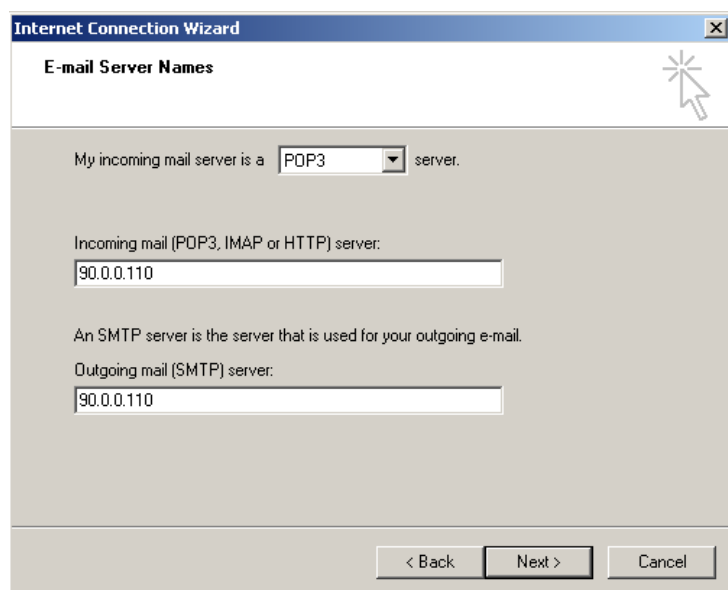 Internet Connection Wizard
E-mail Server Names
My incoming mail server is a POP3 server.
Incoming mail (POP3, IMAP or HTTP) server:
90.0.0.110
An SMTP server is the server that is used for your outgoing e-mail.
Outgoing mail (SMTP) server:
90.0.0.110
< Back Next > Cancel